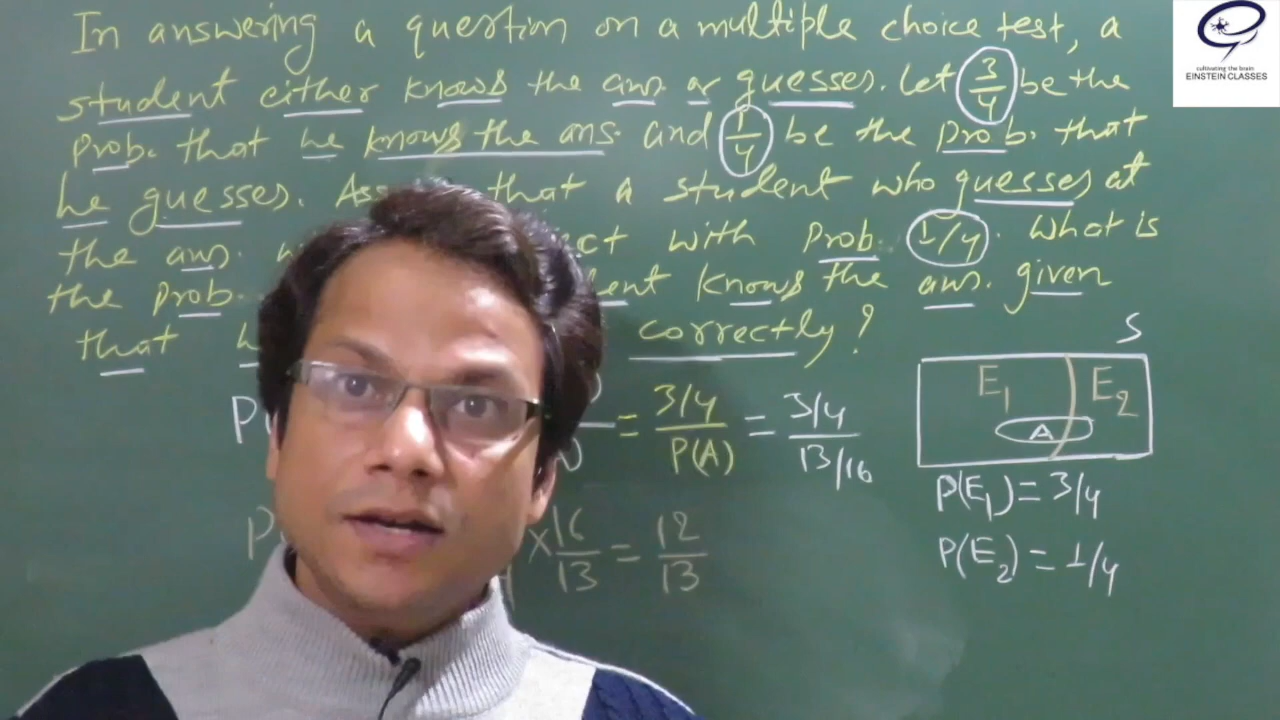 In answering a question on a multiple choice test, a
student either knows the ans. or guesses. Let 3/4 be the
prob. that he knows the ans. and 1/4 be the prob. that
he guesses. that a student who guesses at
the ans. with prob. 1/4. What is
the prob. knows the ans. given
that correctly?
= 3/4 / P(A) = 3/4 / 13/16
× 16/13 = 12/13
S
E₁ E₂
A
P(E₁) = 3/4
P(E₂) = 1/4
cultivating the brain
EINSTEIN CLASSES